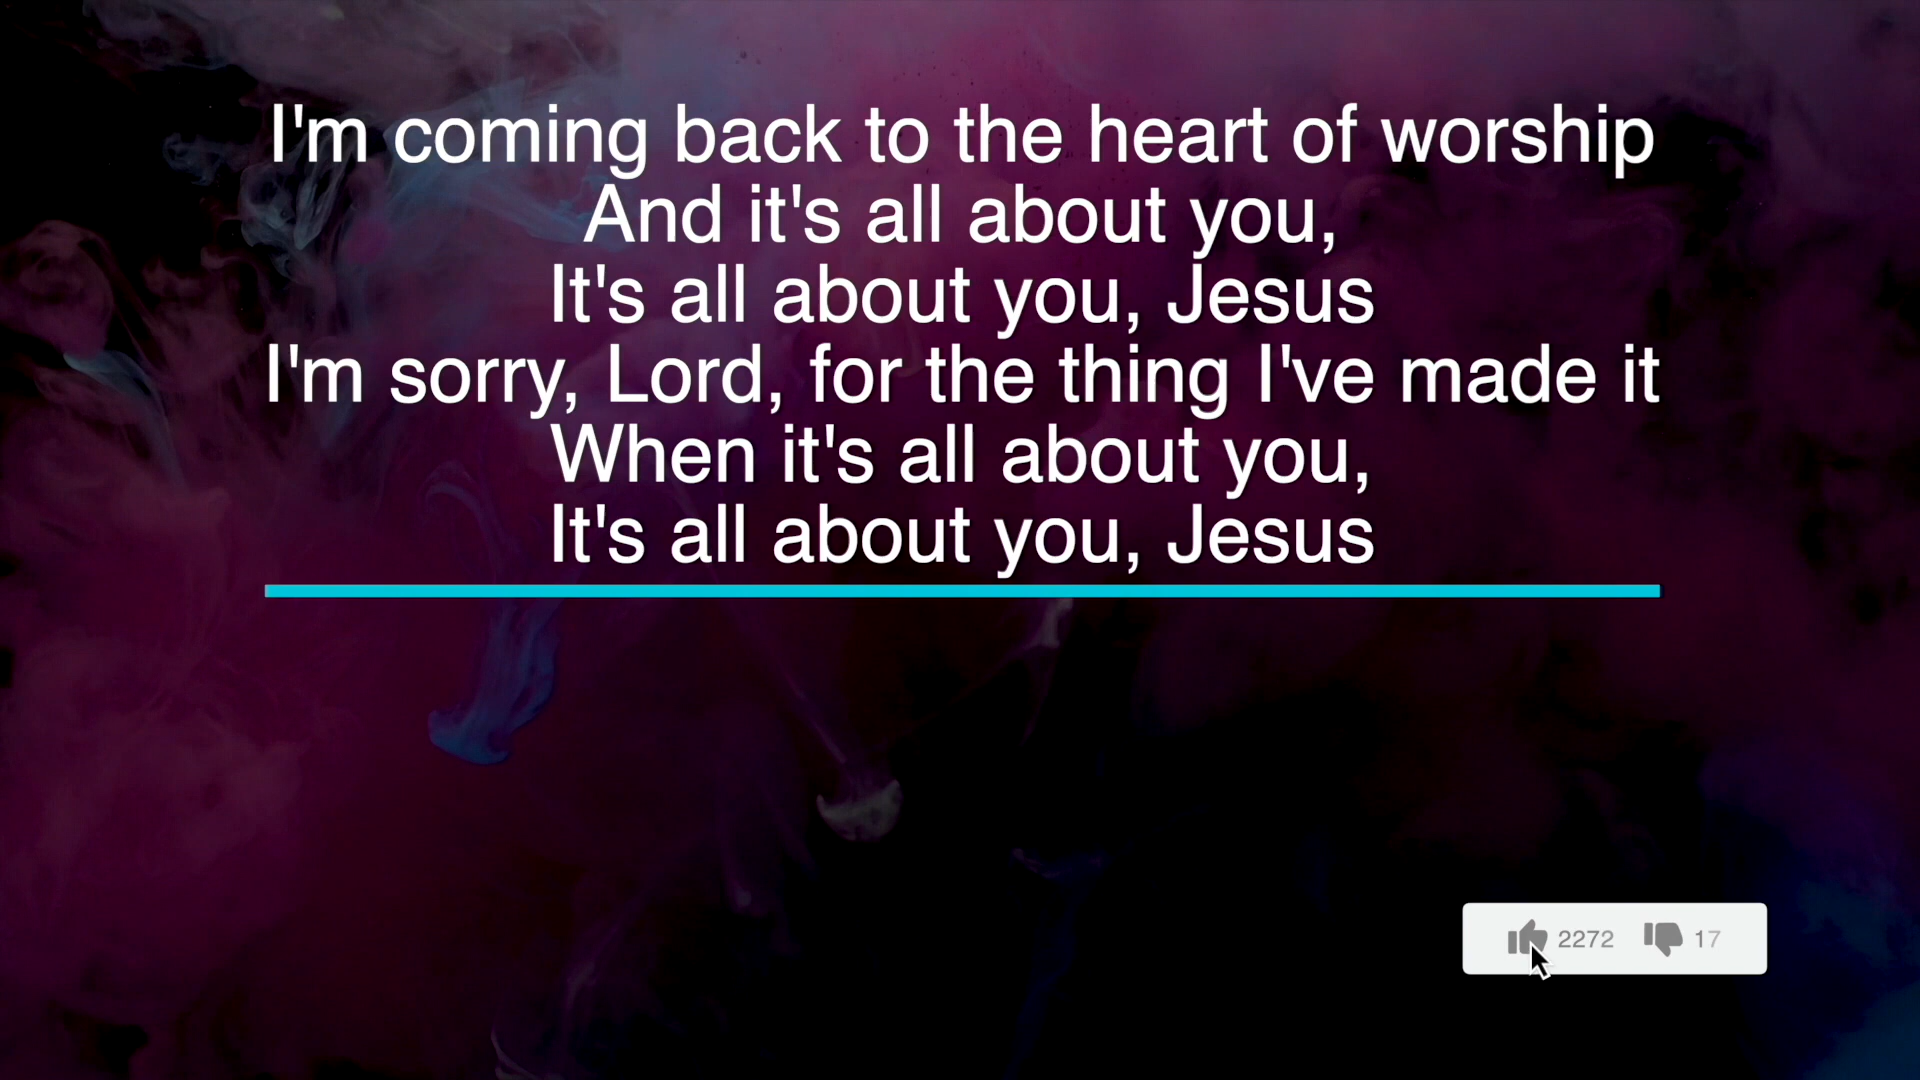 I'm coming back to the heart of worship
And it's all about you,
It's all about you, Jesus
I'm sorry, Lord, for the thing I've made it
When it's all about you,
It's all about you, Jesus
2272 17